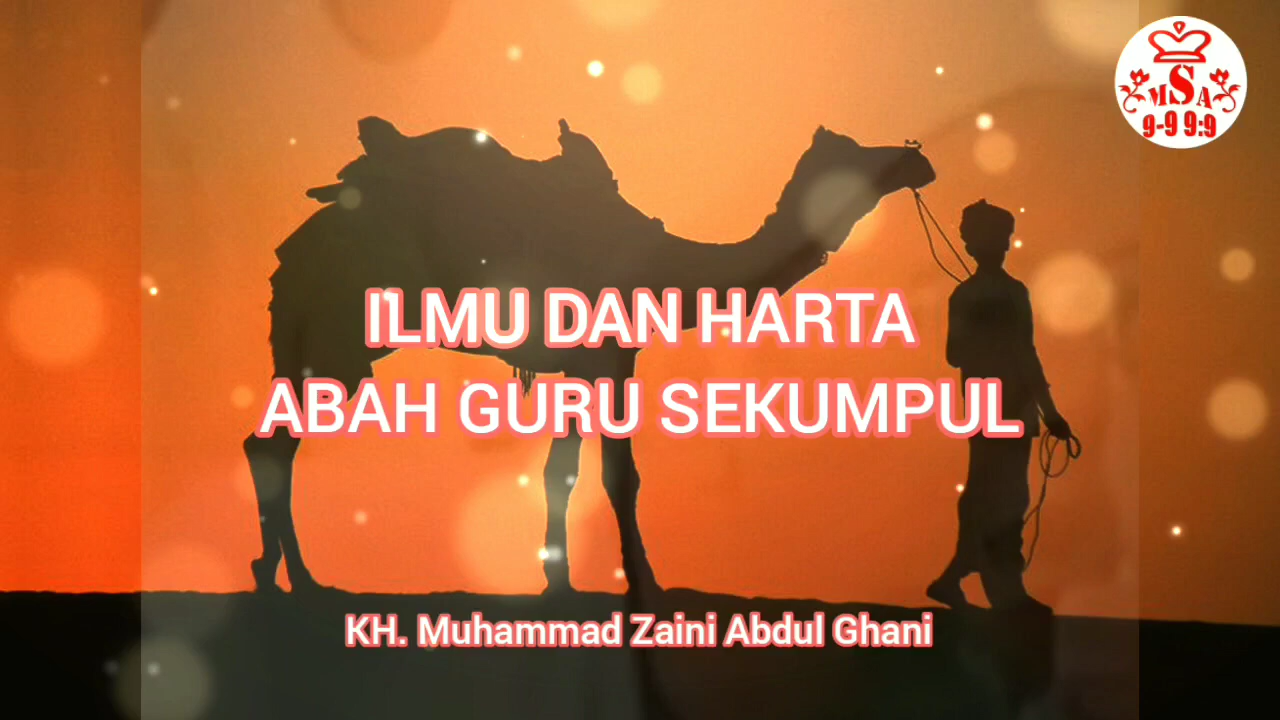 MSA
9-9 9:9
ILMU DAN HARTA
ABAH GURU SEKUMPUL
KH. Muhammad Zaini Abdul Ghani